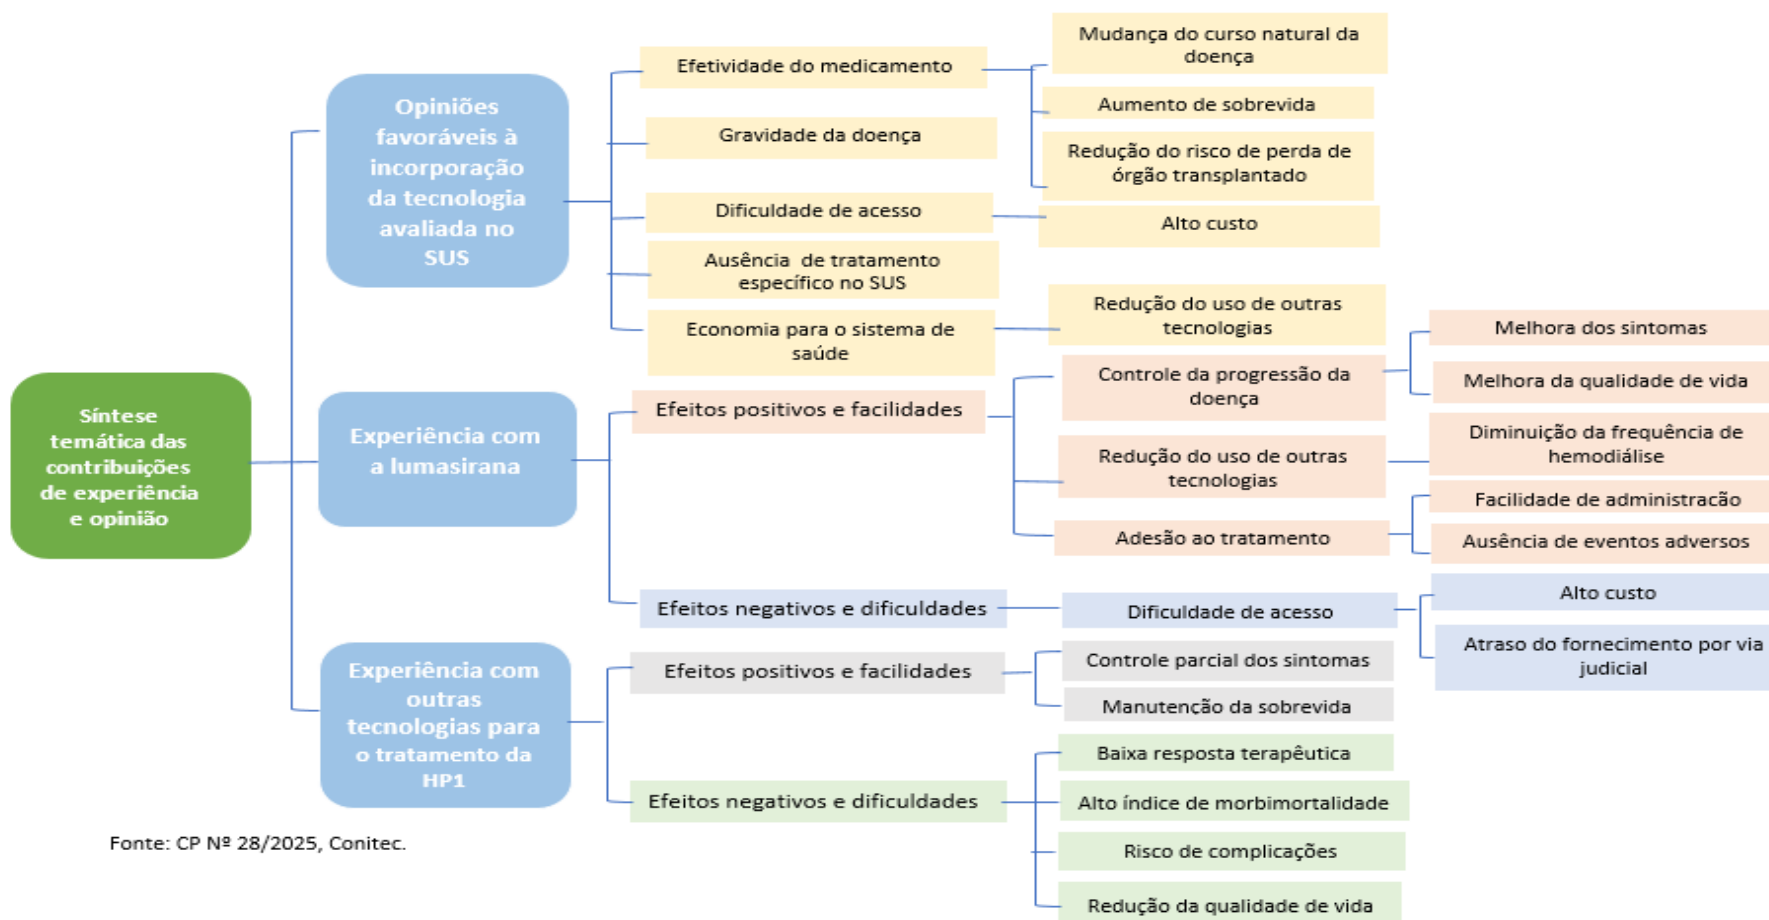 Síntese
temática das
contribuições
de experiência
e opinião
Opiniões
favoráveis à
incorporação
da tecnologia
avaliada no
SUS
Efetividade do medicamento
Mudança do curso natural da
doença
Aumento de sobrevida
Redução do risco de perda de
órgão transplantado
Gravidade da doença
Dificuldade de acesso
Alto custo
Ausência de tratamento
específico no SUS
Economia para o sistema de
saúde
Redução do uso de outras
tecnologias
Experiência com
a lumasirana
Efeitos positivos e facilidades
Controle da progressão da
doença
Melhora dos sintomas
Melhora da qualidade de vida
Redução do uso de outras
tecnologias
Diminuição da frequência de
hemodiálise
Adesão ao tratamento
Facilidade de administracão
Ausência de eventos adversos
Efeitos negativos e dificuldades
Dificuldade de acesso
Alto custo
Atraso do fornecimento por via
judicial
Experiência com
outras
tecnologias para
o tratamento da
HP1
Efeitos positivos e facilidades
Controle parcial dos sintomas
Manutenção da sobrevida
Efeitos negativos e dificuldades
Baixa resposta terapêutica
Alto índice de morbimortalidade
Risco de complicações
Redução da qualidade de vida
Fonte: CP Nº 28/2025, Conitec.